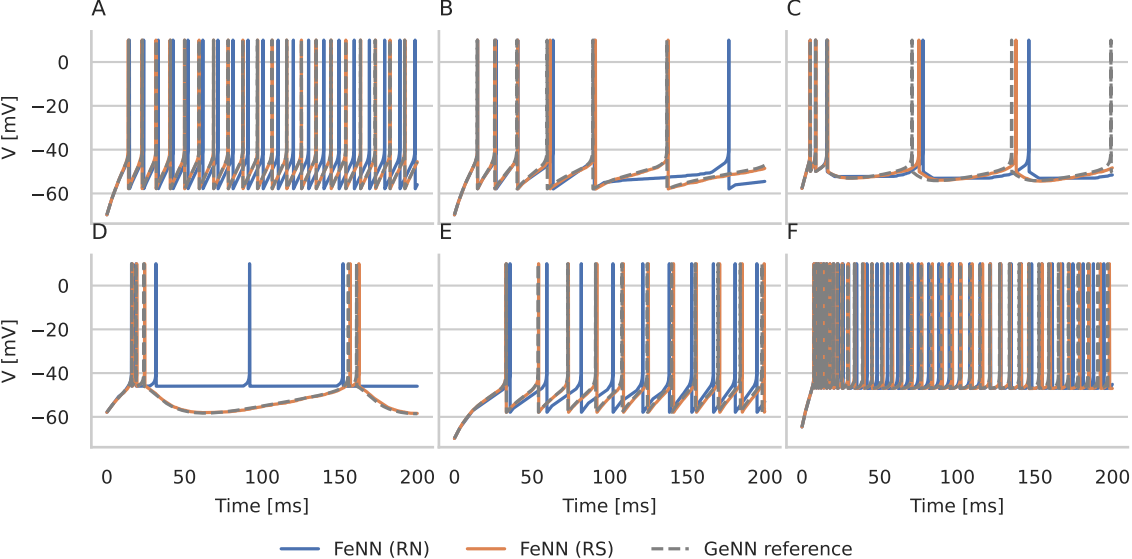 A B C
0
−20
−40
−60
V [mV]
D E F
0
−20
−40
−60
V [mV]
0 50 100 150 200 0 50 100 150 200 0 50 100 150 200
Time [ms] Time [ms] Time [ms]
FeNN (RN) FeNN (RS) GeNN reference